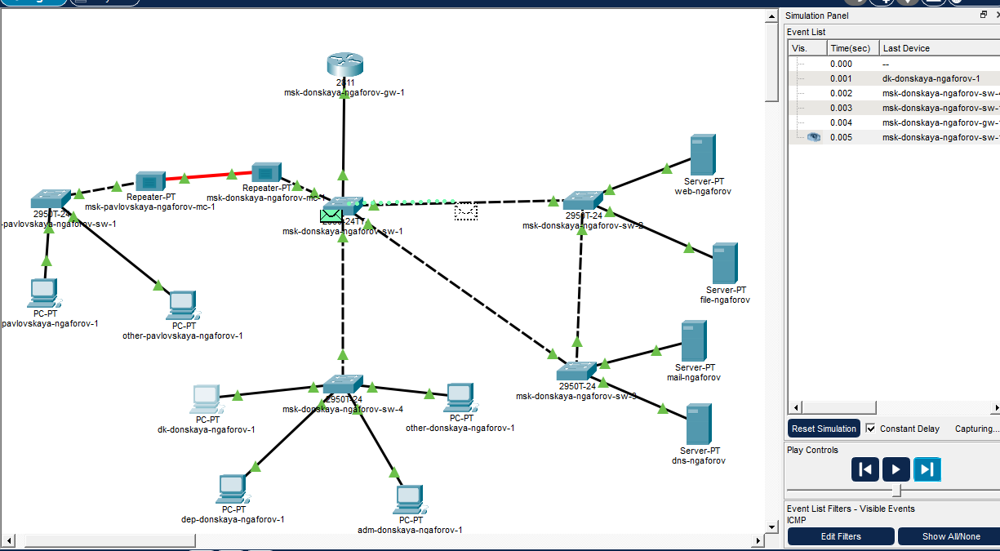 Simulation Panel
Event List
Vis. Time(sec) Last Device
0.000 --
0.001 dk-donskaya-ngaforov-1
0.002 msk-donskaya-ngaforov-sw-4
0.003 msk-donskaya-ngaforov-sw-
0.004 msk-donskaya-ngaforov-gw-
0.005 msk-donskaya-ngaforov-sw-
2811
msk-donskaya-ngaforov-gw-1
Server-PT
web-ngaforov
Repeater-PT
msk-donskaya-ngaforov-mc-1
Repeater-PT
msk-pavlovskaya-ngaforov-mc-1
2950T-24
-pavlovskaya-ngaforov-sw-1
msk-donskaya-ngaforov-sw-1
2950T-24
msk-donskaya-ngaforov-sw-2
Server-PT
file-ngaforov
PC-PT
pavlovskaya-ngaforov-1
PC-PT
other-pavlovskaya-ngaforov-1
Server-PT
mail-ngaforov
2950T-24
msk-donskaya-ngaforov-sw-3
2950T-24
msk-donskaya-ngaforov-sw-4
PC-PT
dk-donskaya-ngaforov-1
PC-PT
other-donskaya-ngaforov-1
Server-PT
dns-ngaforov
PC-PT
dep-donskaya-ngaforov-1
PC-PT
adm-donskaya-ngaforov-1
Reset Simulation Constant Delay Capturing...
Play Controls
Event List Filters - Visible Events
ICMP
Edit Filters Show All/None